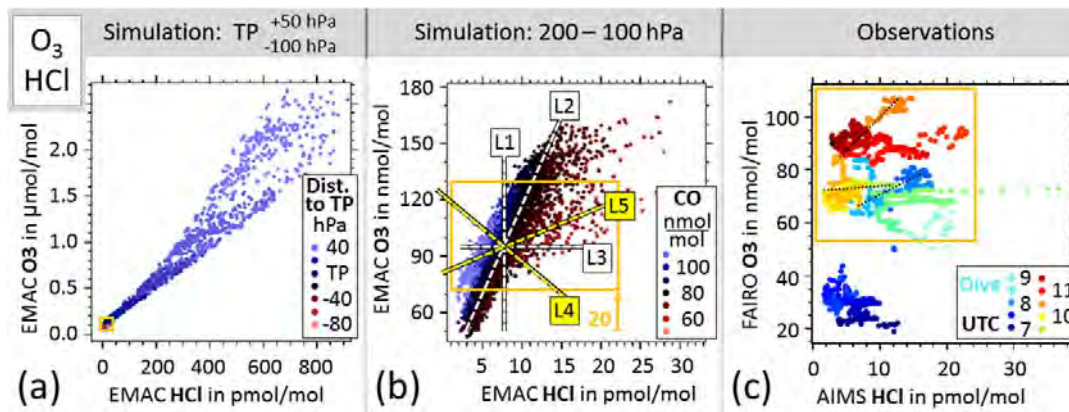 O3
HCl
Simulation: TP +50 hPa
-100 hPa
Simulation: 200 – 100 hPa
Observations
EMAC O3 in µmol/mol
2.0
1.5
1.0
0.5
0.0
Dist.
to TP
hPa
40
TP
-40
-80
0 200 400 600 800
(a)
EMAC HCl in pmol/mol
EMAC O3 in nmol/mol
180
150
120
90
60
L1
L2
L5
L3
L4
20
CO
nmol
mol
100
80
60
5 10 15 20 25 30
(b)
EMAC HCl in pmol/mol
FAIRO O3 in nmol/mol
100
80
60
40
20
Dive
UTC
9
8
7
11
10
0 10 20 30
(c)
AIMS HCl in pmol/mol